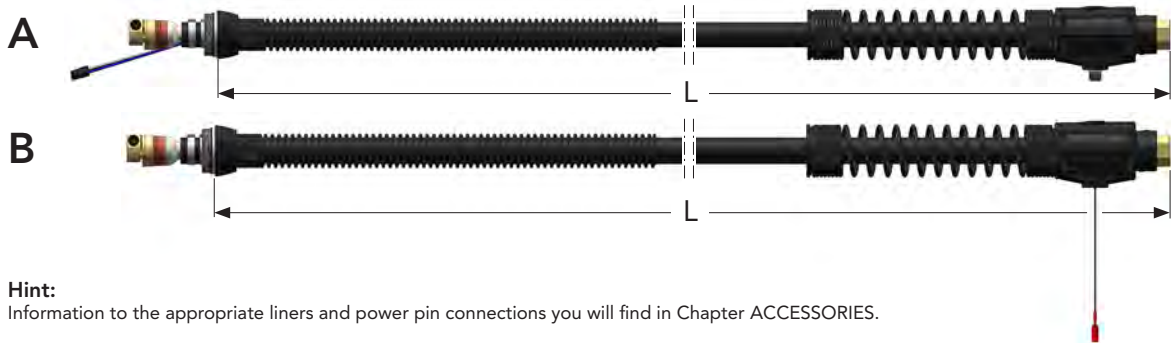 A
L
B
L
Hint:
Information to the appropriate liners and power pin connections you will find in Chapter ACCESSORIES.